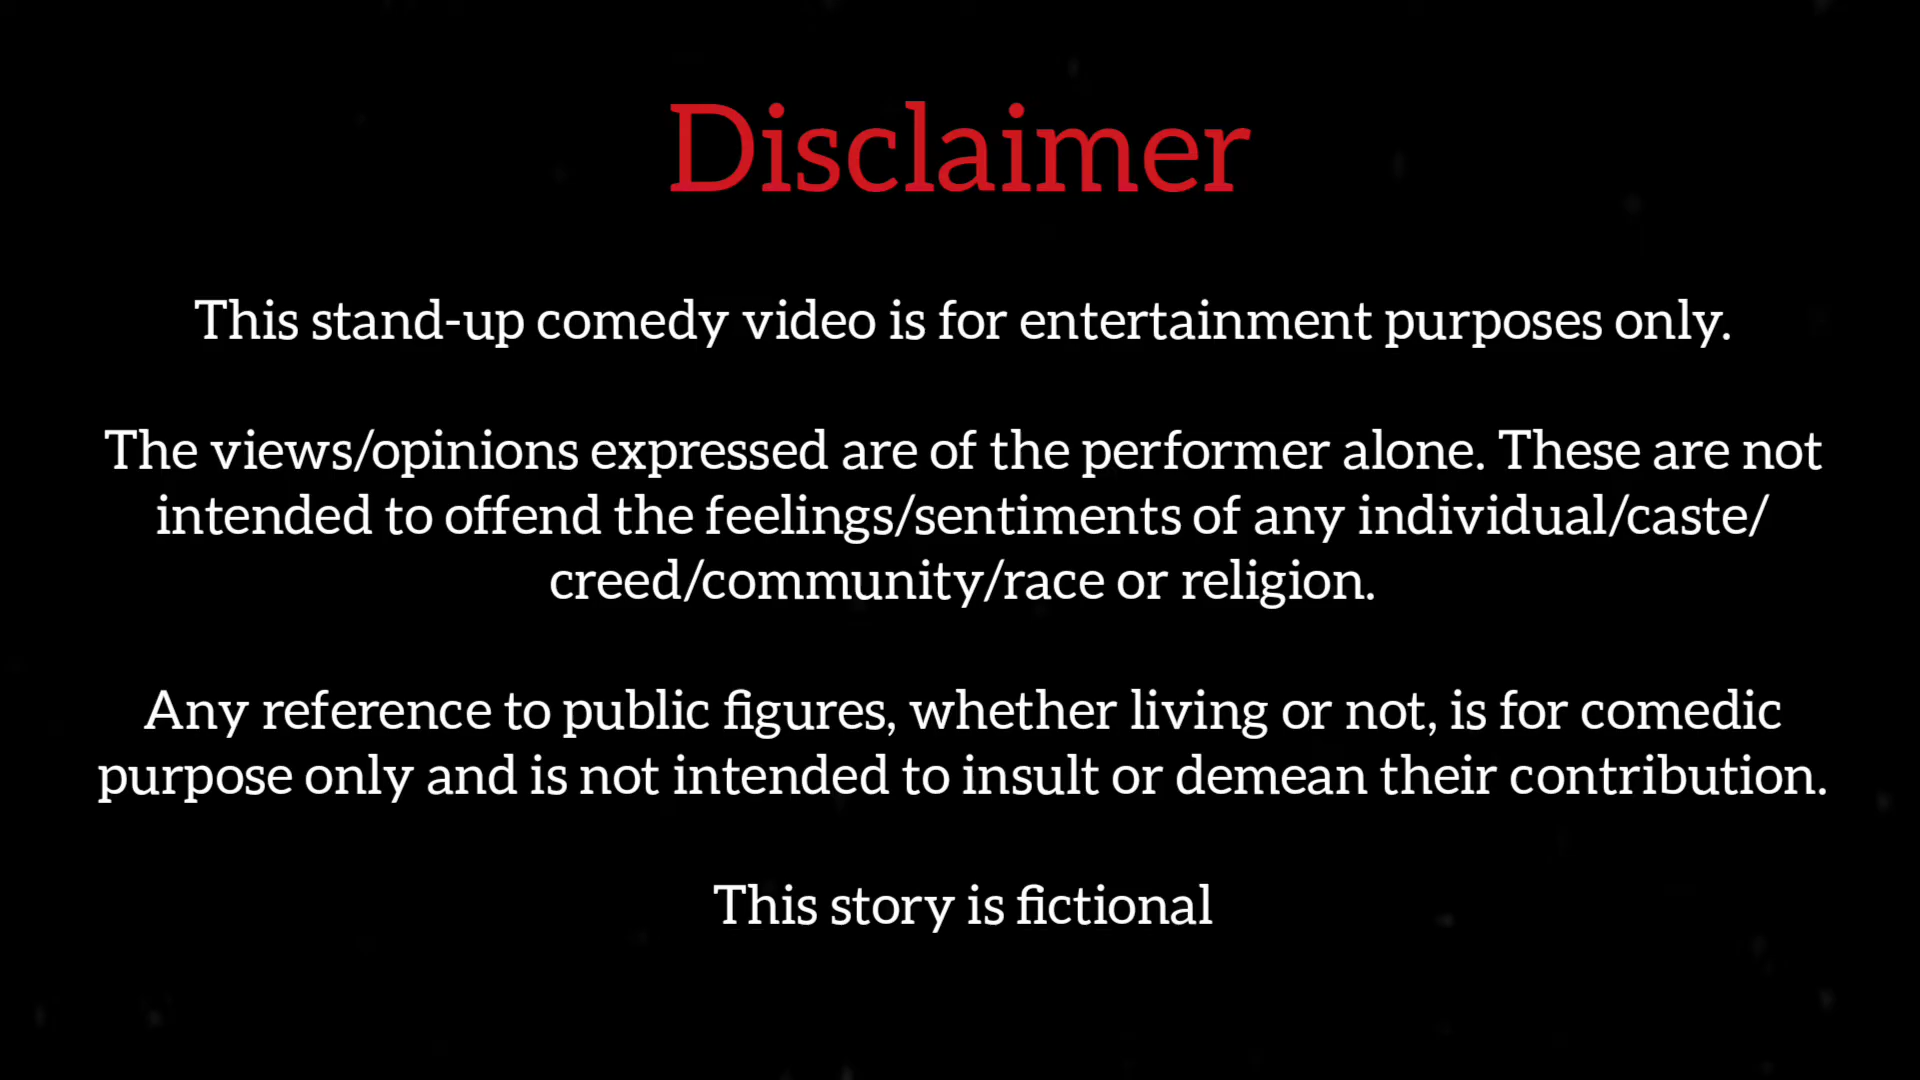 Disclaimer
This stand-up comedy video is for entertainment purposes only.
The views/opinions expressed are of the performer alone. These are not
intended to offend the feelings/sentiments of any individual/caste/
creed/community/race or religion.
Any reference to public figures, whether living or not, is for comedic
purpose only and is not intended to insult or demean their contribution.
This story is fictional